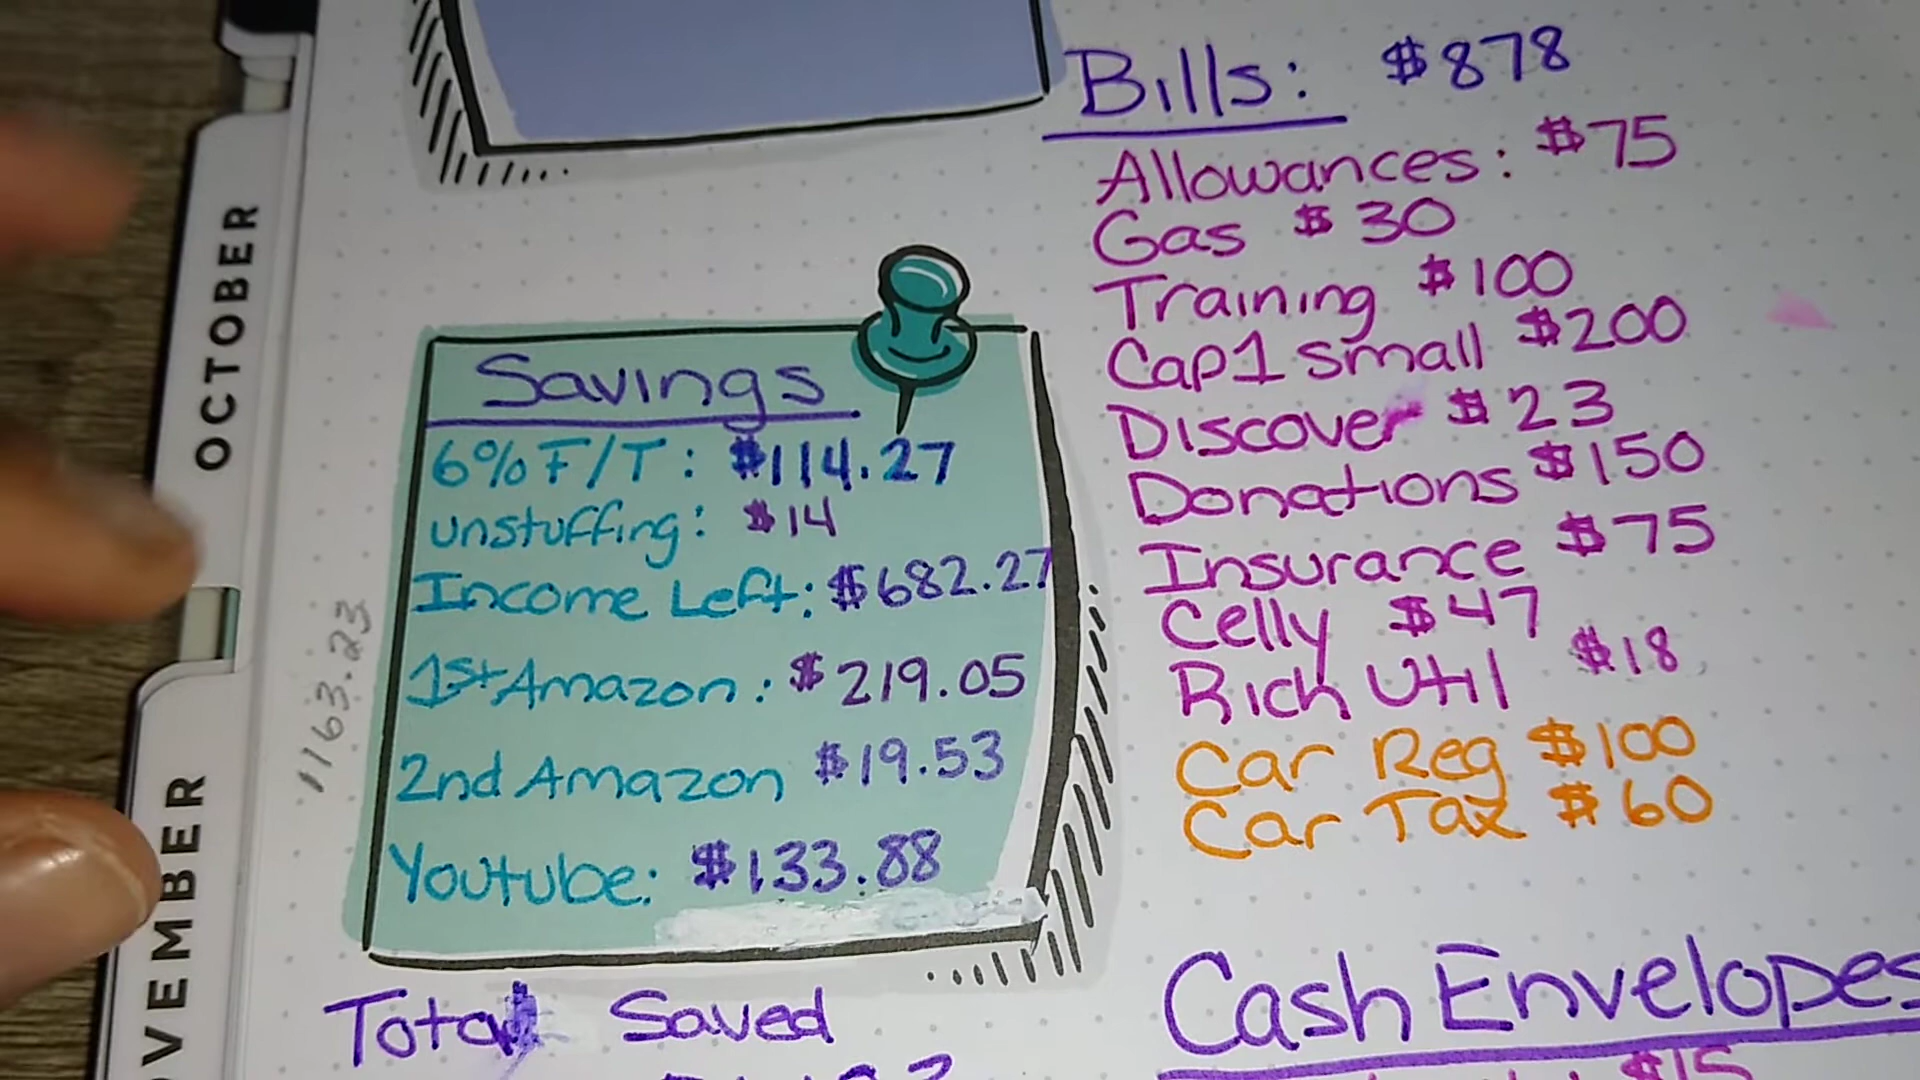 OCTOBER
NOVEMBER
1163.23
Savings
6% F/T: $114.27
unstuffing: $14
Income Left: $682.27
1st Amazon: $219.05
2nd Amazon $19.53
Youtube: $133.88
Total Saved
Bills: $878
Allowances: $75
Gas $30
Training $100
Cap1 small $200
Discover $23
Donations $150
Insurance $75
Celly $47
Rich Util $18
Car Reg $100
Car Tax $60
Cash Envelopes
$15